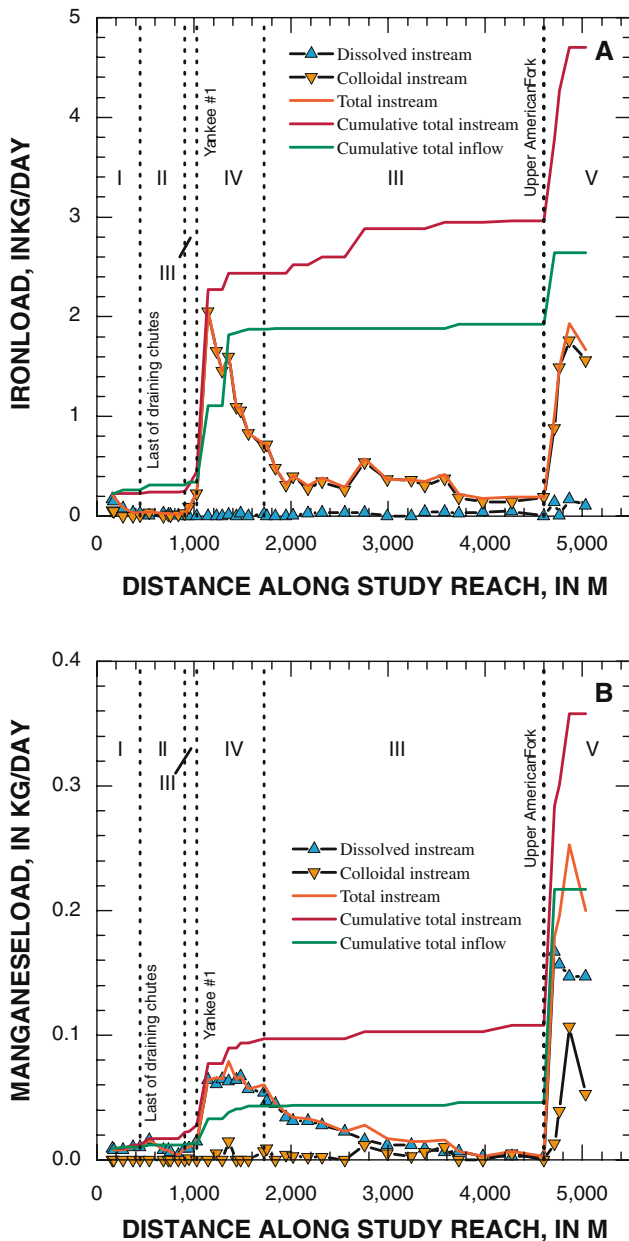 A
Dissolved instream
Colloidal instream
Total instream
Cumulative total instream
Cumulative total inflow
Yankee #1
Upper AmericanFork
Last of draining chutes
I
II
III
IV
III
V
IRONLOAD, INKG/DAY
5
4
3
2
1
0
0
1,000
2,000
3,000
4,000
5,000
DISTANCE ALONG STUDY REACH, IN M
B
I
II
III
IV
III
V
Upper AmericanFork
Dissolved instream
Colloidal instream
Total instream
Cumulative total instream
Cumulative total inflow
Last of draining chutes
Yankee #1
MANGANESELOAD, IN KG/DAY
0.4
0.3
0.2
0.1
0.0
0
1,000
2,000
3,000
4,000
5,000
DISTANCE ALONG STUDY REACH, IN M